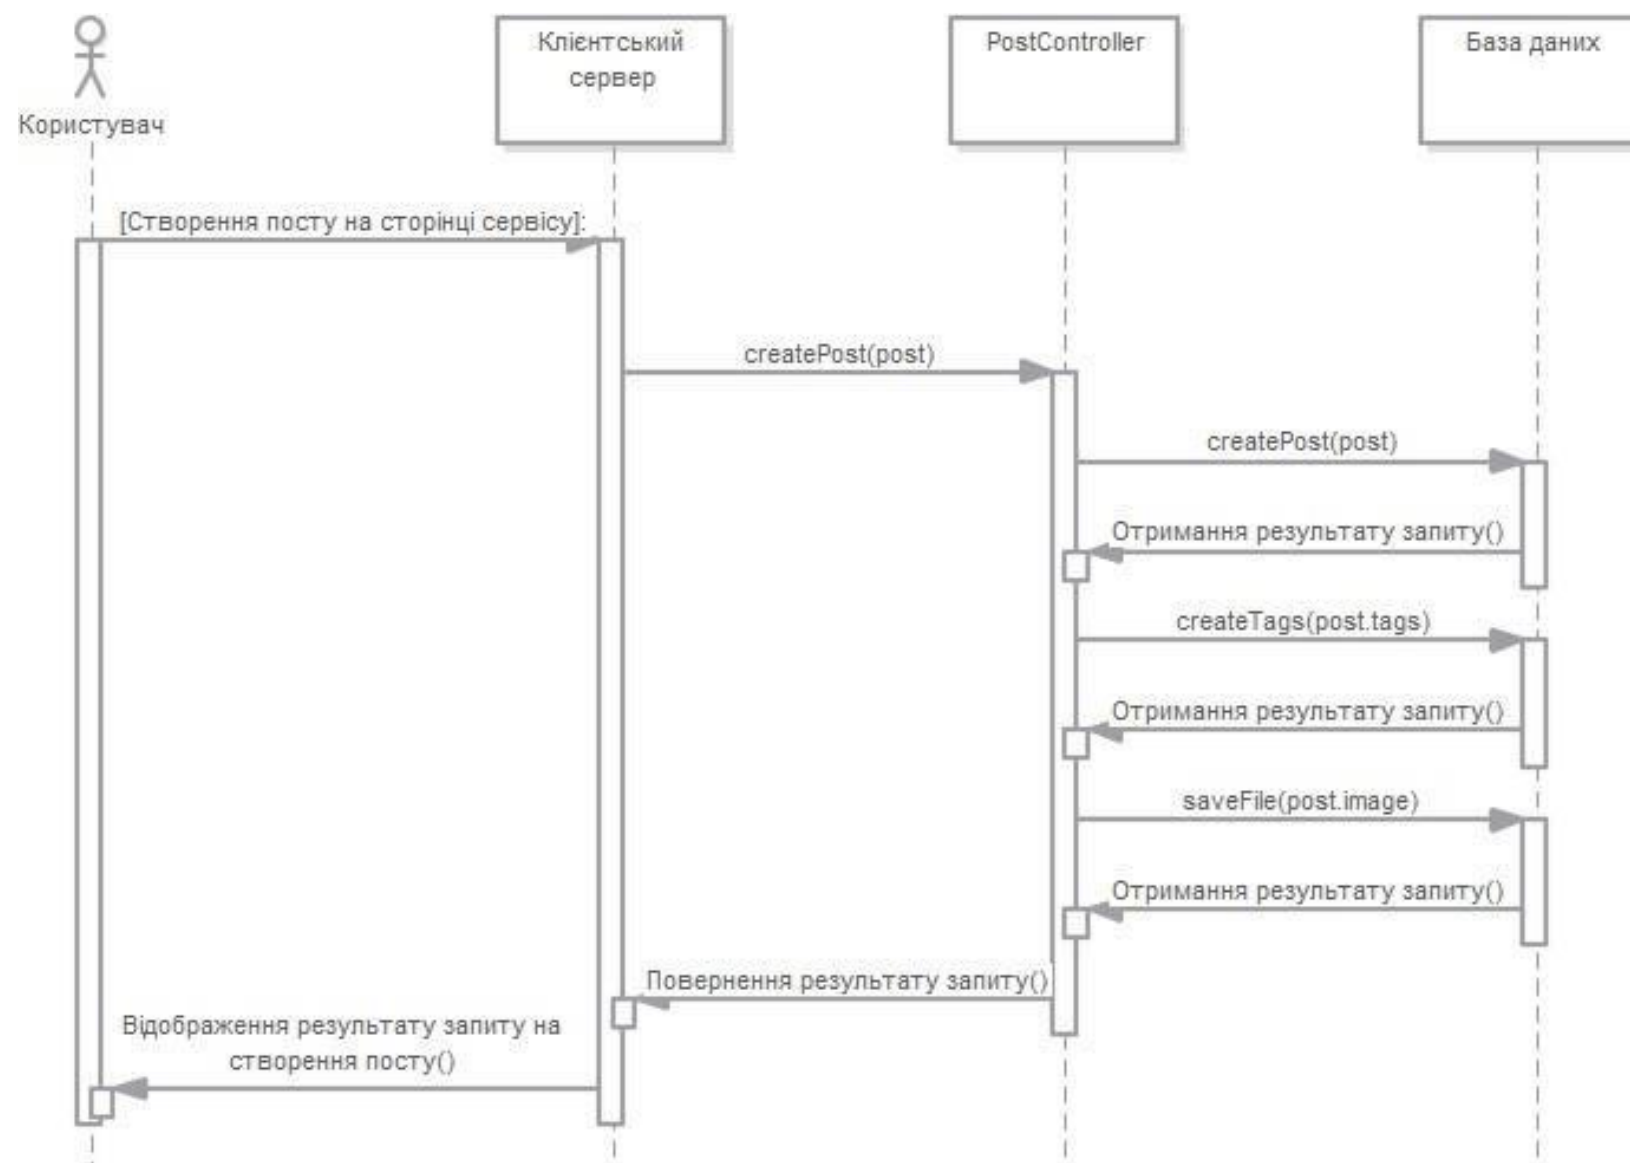 Користувач
Клієнтський
сервер
PostController
База даних
[Створення посту на сторінці сервісу]:
createPost(post)
createPost(post)
Отримання результату запиту()
createTags(post.tags)
Отримання результату запиту()
saveFile(post.image)
Отримання результату запиту()
Повернення результату запиту()
Відображення результату запиту на
створення посту()